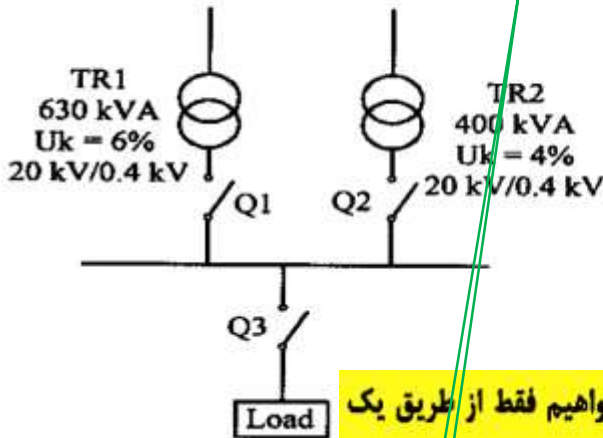 TR1
630 kVA
Uk = 6%
20 kV/0.4 kV
TR2
400 kVA
Uk = 4%
20 kV/0.4 kV
Q1
Q2
Q3
Load
فقط از طریق یک